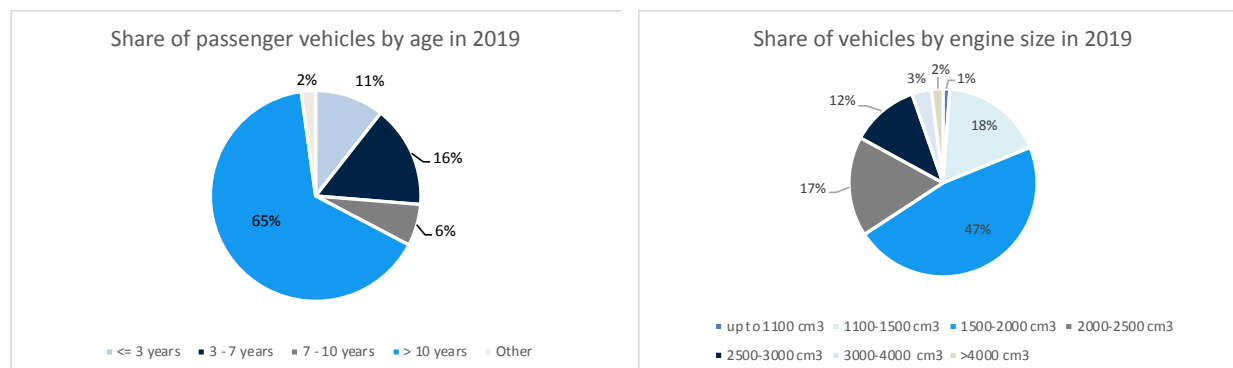 Share of passenger vehicles by age in 2019
2%
11%
16%
65%
6%
<= 3 years 3 - 7 years 7 - 10 years > 10 years Other
Share of vehicles by engine size in 2019
3%
2%
1%
12%
18%
17%
47%
up to 1100 cm3 1100-1500 cm3 1500-2000 cm3 2000-2500 cm3
2500-3000 cm3 3000-4000 cm3 >4000 cm3